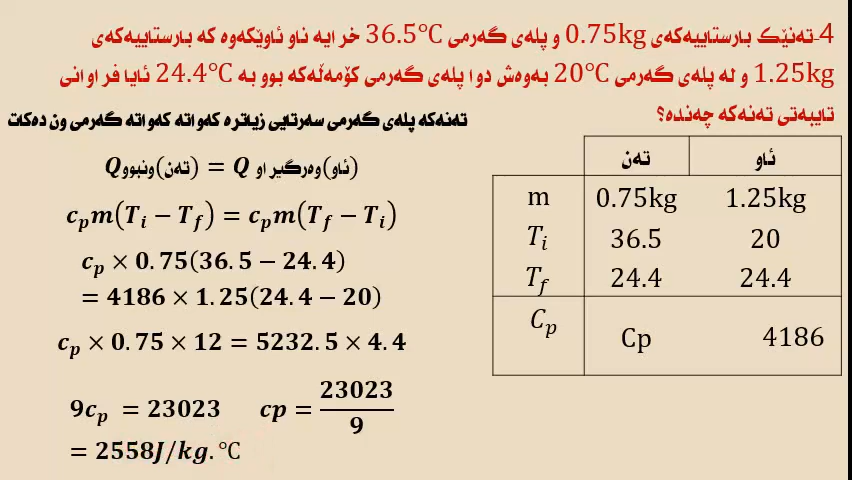 4-تەنێک بارستاییەکەی 0.75kg و پلەی گەرمی 36.5°C خرایە ناو ئاوێکەوە کە بارستاییەکەی
1.25kg و لە پلەی گەرمی 20°C بەوەش دوا پلەی گەرمی کۆمەڵەکە بوو بە 24.4°C ئایا فراوانی
تایبەتی تەنەکە چەندە؟
تەنەکە پلەی گەرمی سەرتایی زیاترە کەواتە کەواتە گەرمی ون دەکات
Qونبوو(تەن) = Q وەرگیراو(ئاو)
c_p m(T_i − T_f) = c_p m(T_f − T_i)
c_p × 0.75(36.5 − 24.4)
= 4186 × 1.25(24.4 − 20)
c_p × 0.75 × 12 = 5232.5 × 4.4
9c_p = 23023 cp = 23023/9
= 2558J/kg.°C
تەن ئاو
m 0.75kg 1.25kg
T_i 36.5 20
T_f 24.4 24.4
C_p Cp 4186